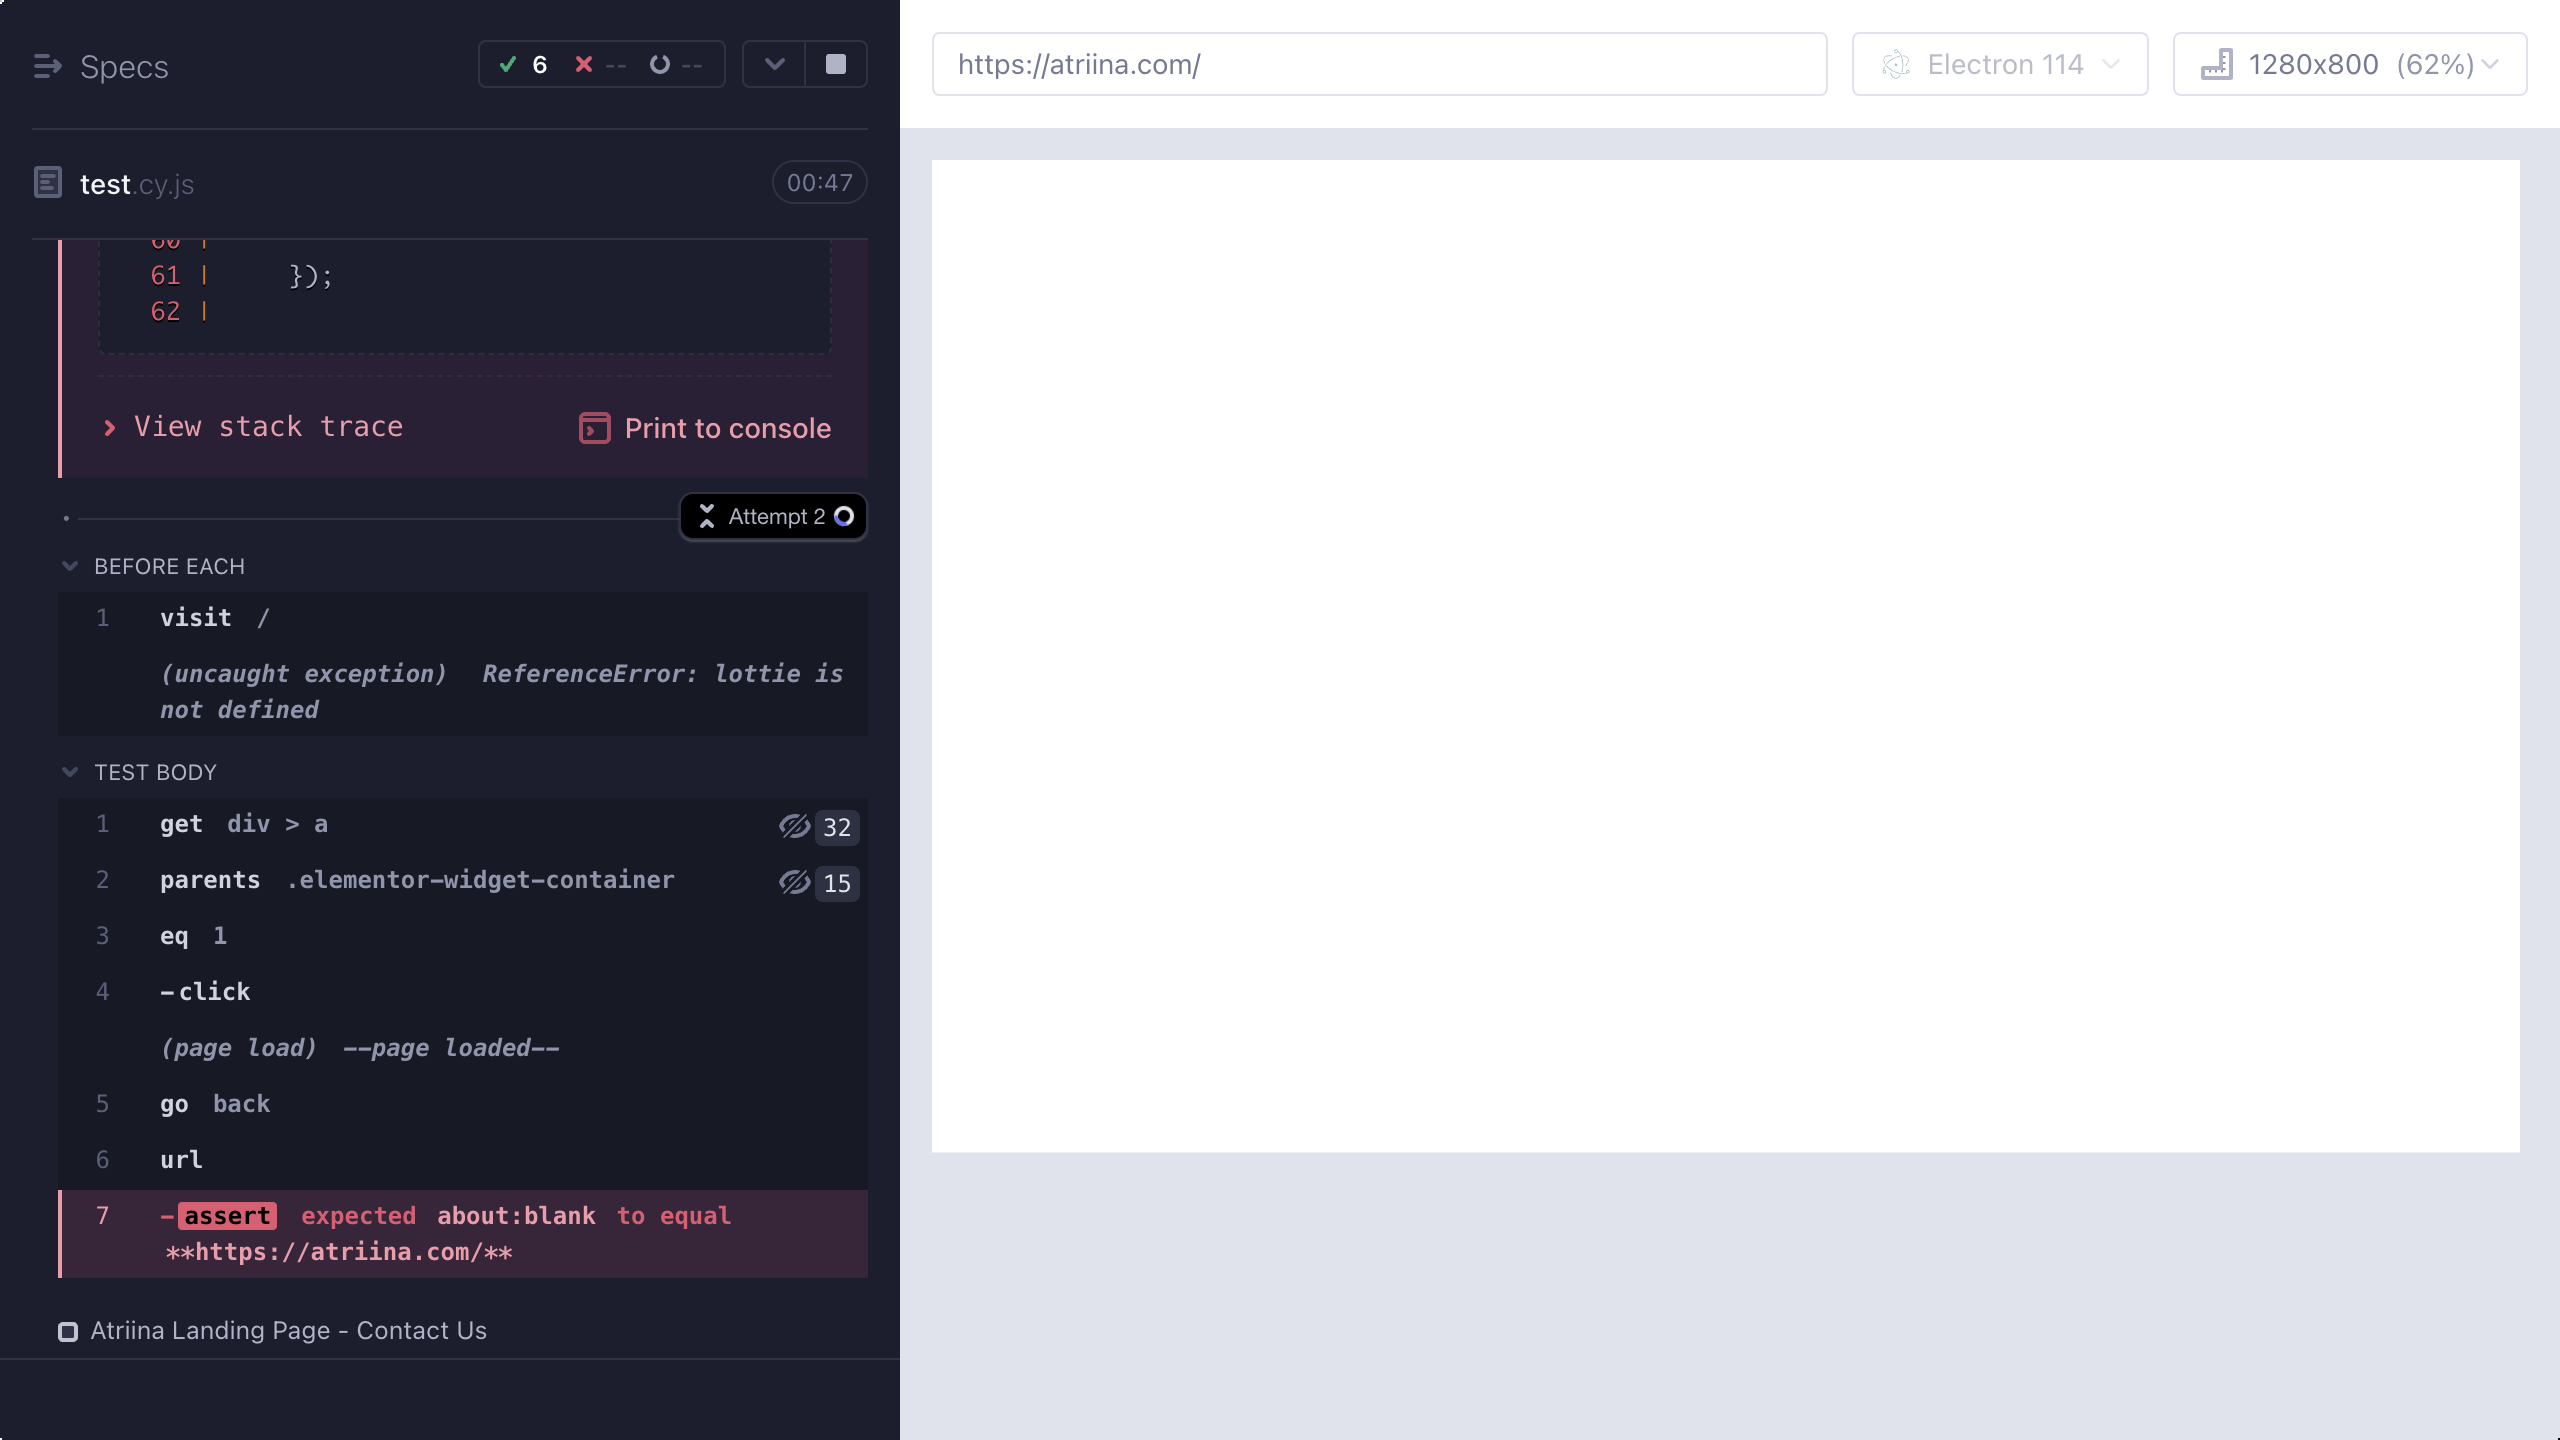 Specs
6 -- --
test.cy.js
00:47
60 |
61 | });
62 |
View stack trace
Print to console
Attempt 2
BEFORE EACH
1 visit /
(uncaught exception) ReferenceError: lottie is
not defined
TEST BODY
1 get div > a 32
2 parents .elementor-widget-container 15
3 eq 1
4 -click
(page load) --page loaded--
5 go back
6 url
7 -assert expected about:blank to equal
**https://atriina.com/**
Atriina Landing Page - Contact Us
https://atriina.com/
Electron 114
1280x800 (62%)